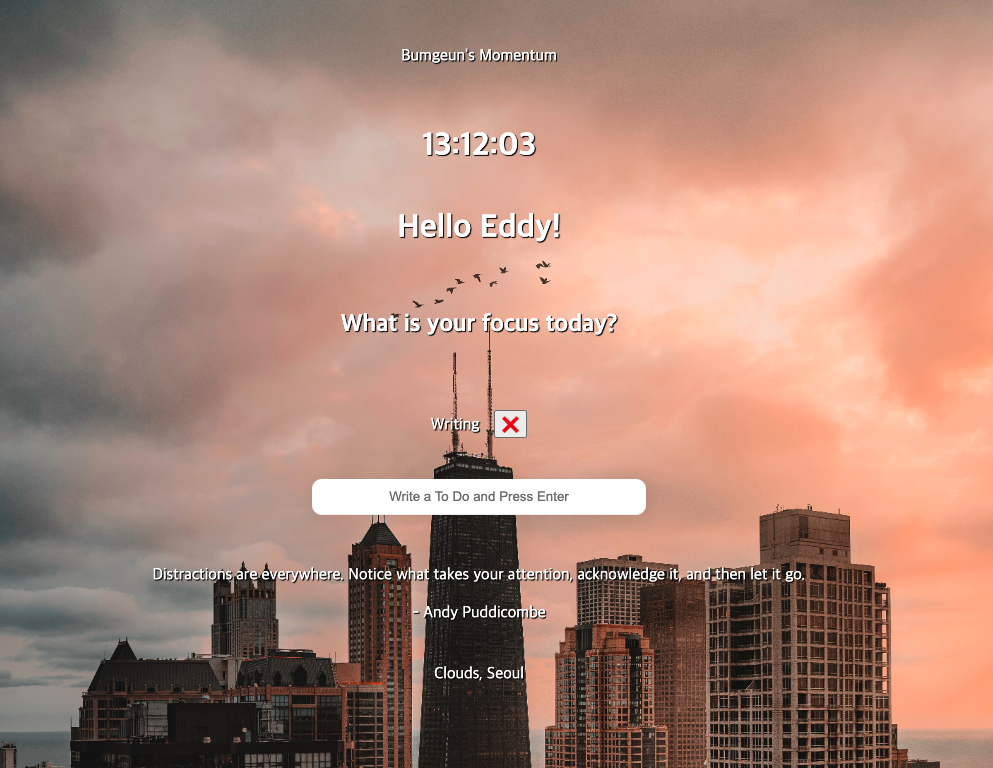 Bumgeun's Momentum
13:12:03
Hello Eddy!
What is your focus today?
Writing
Write a To Do and Press Enter
Distractions are everywhere. Notice what takes your attention, acknowledge it, and then let it go.
- Andy Puddicombe
Clouds, Seoul